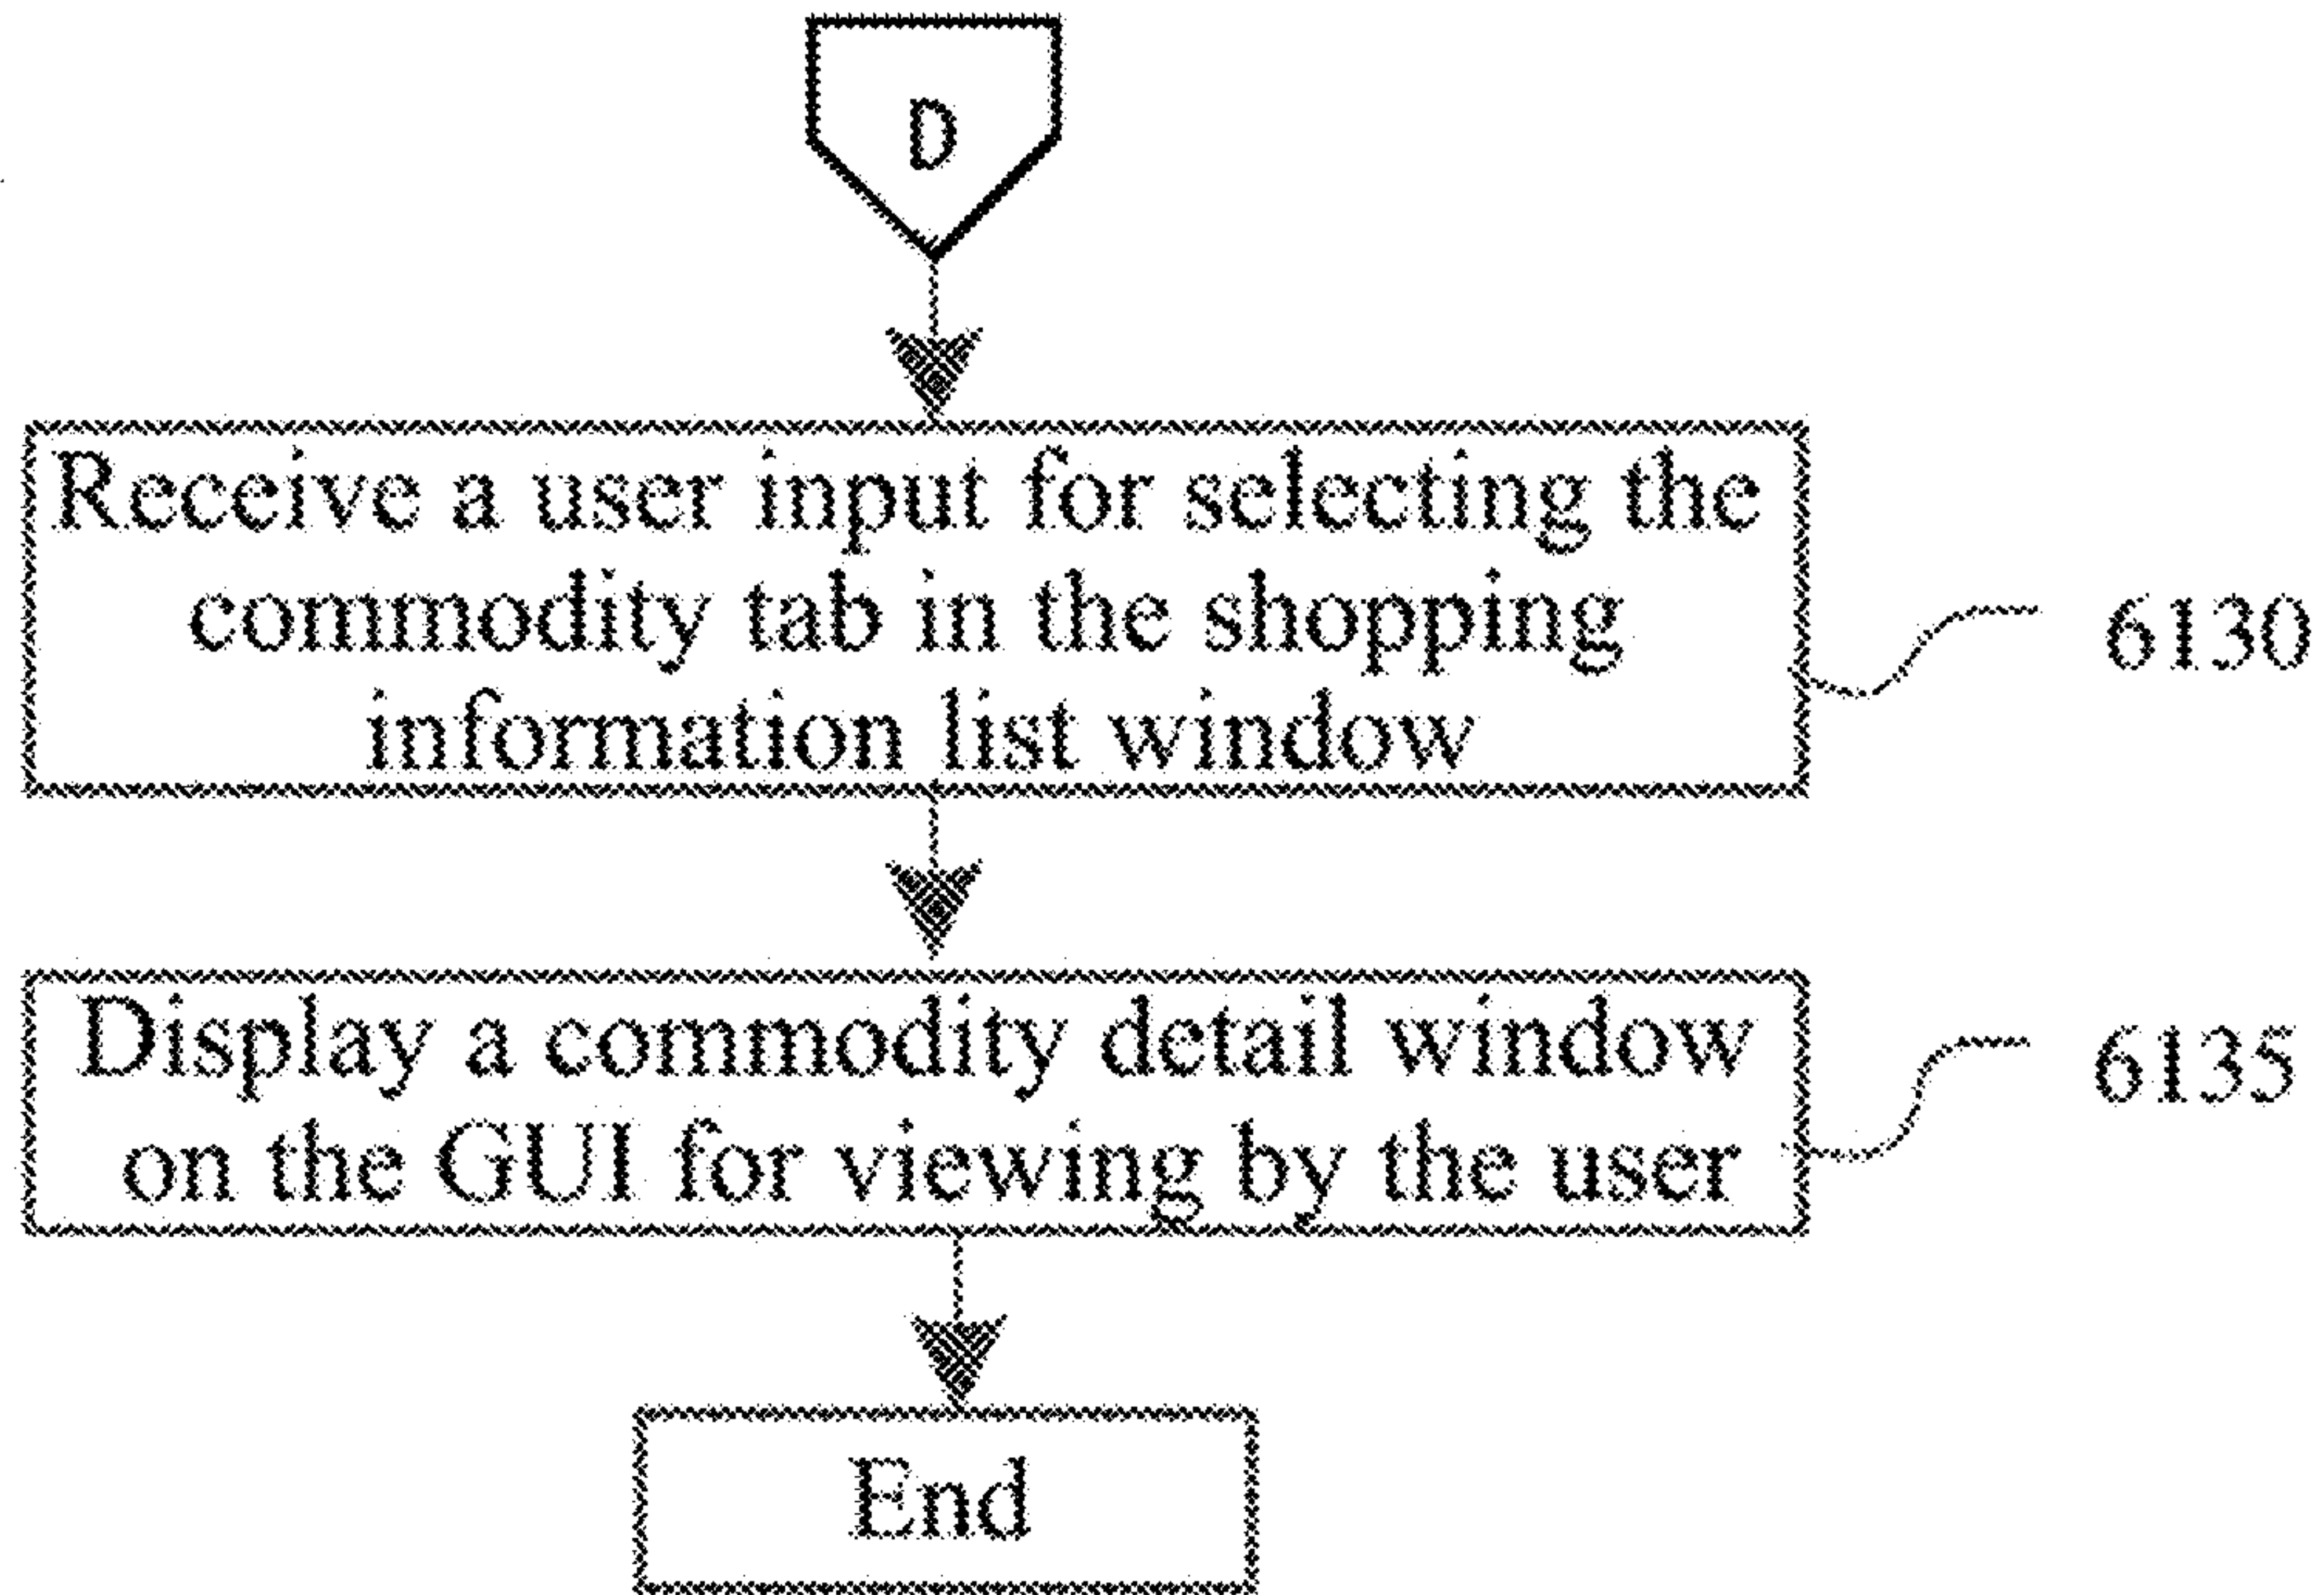 D
Receive a user input for selecting the
commodity tab in the shopping
information list window
6130
Display a commodity detail window
on the GUI for viewing by the user
6135
End